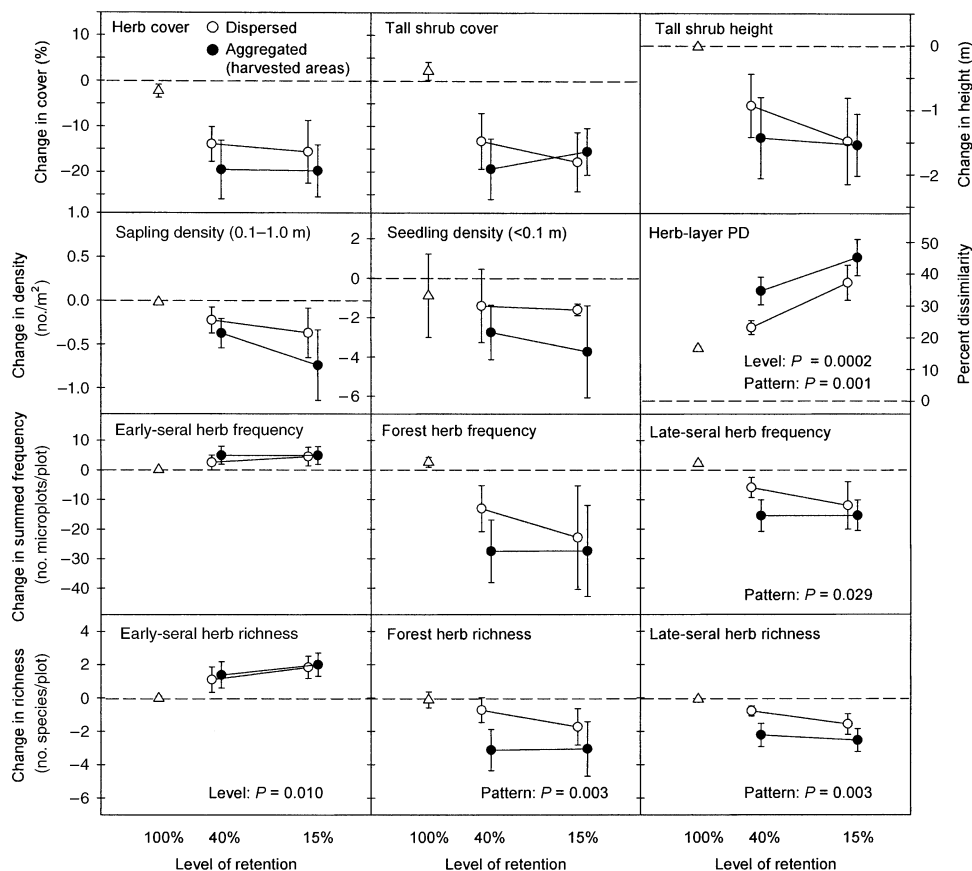 Herb cover
Dispersed
Aggregated
(harvested areas)
Tall shrub cover
Tall shrub height
Change in cover (%)
10
0
−10
−20
0
−1
−2
Change in height (m)
Sapling density (0.1–1.0 m)
Seedling density (<0.1 m)
Herb-layer PD
Change in density
(no./m²)
1.0
0.5
0.0
−0.5
−1.0
2
0
−2
−4
−6
Level: P = 0.0002
Pattern: P = 0.001
50
40
30
20
10
0
Percent dissimilarity
Early-seral herb frequency
Forest herb frequency
Late-seral herb frequency
Change in summed frequency
(no. microplots/plot)
10
0
−10
−20
−30
−40
Pattern: P = 0.029
Early-seral herb richness
Forest herb richness
Late-seral herb richness
Change in richness
(no. species/plot)
4
2
0
−2
−4
−6
Level: P = 0.010
Pattern: P = 0.003
Pattern: P = 0.003
100% 40% 15%
100% 40% 15%
100% 40% 15%
Level of retention
Level of retention
Level of retention